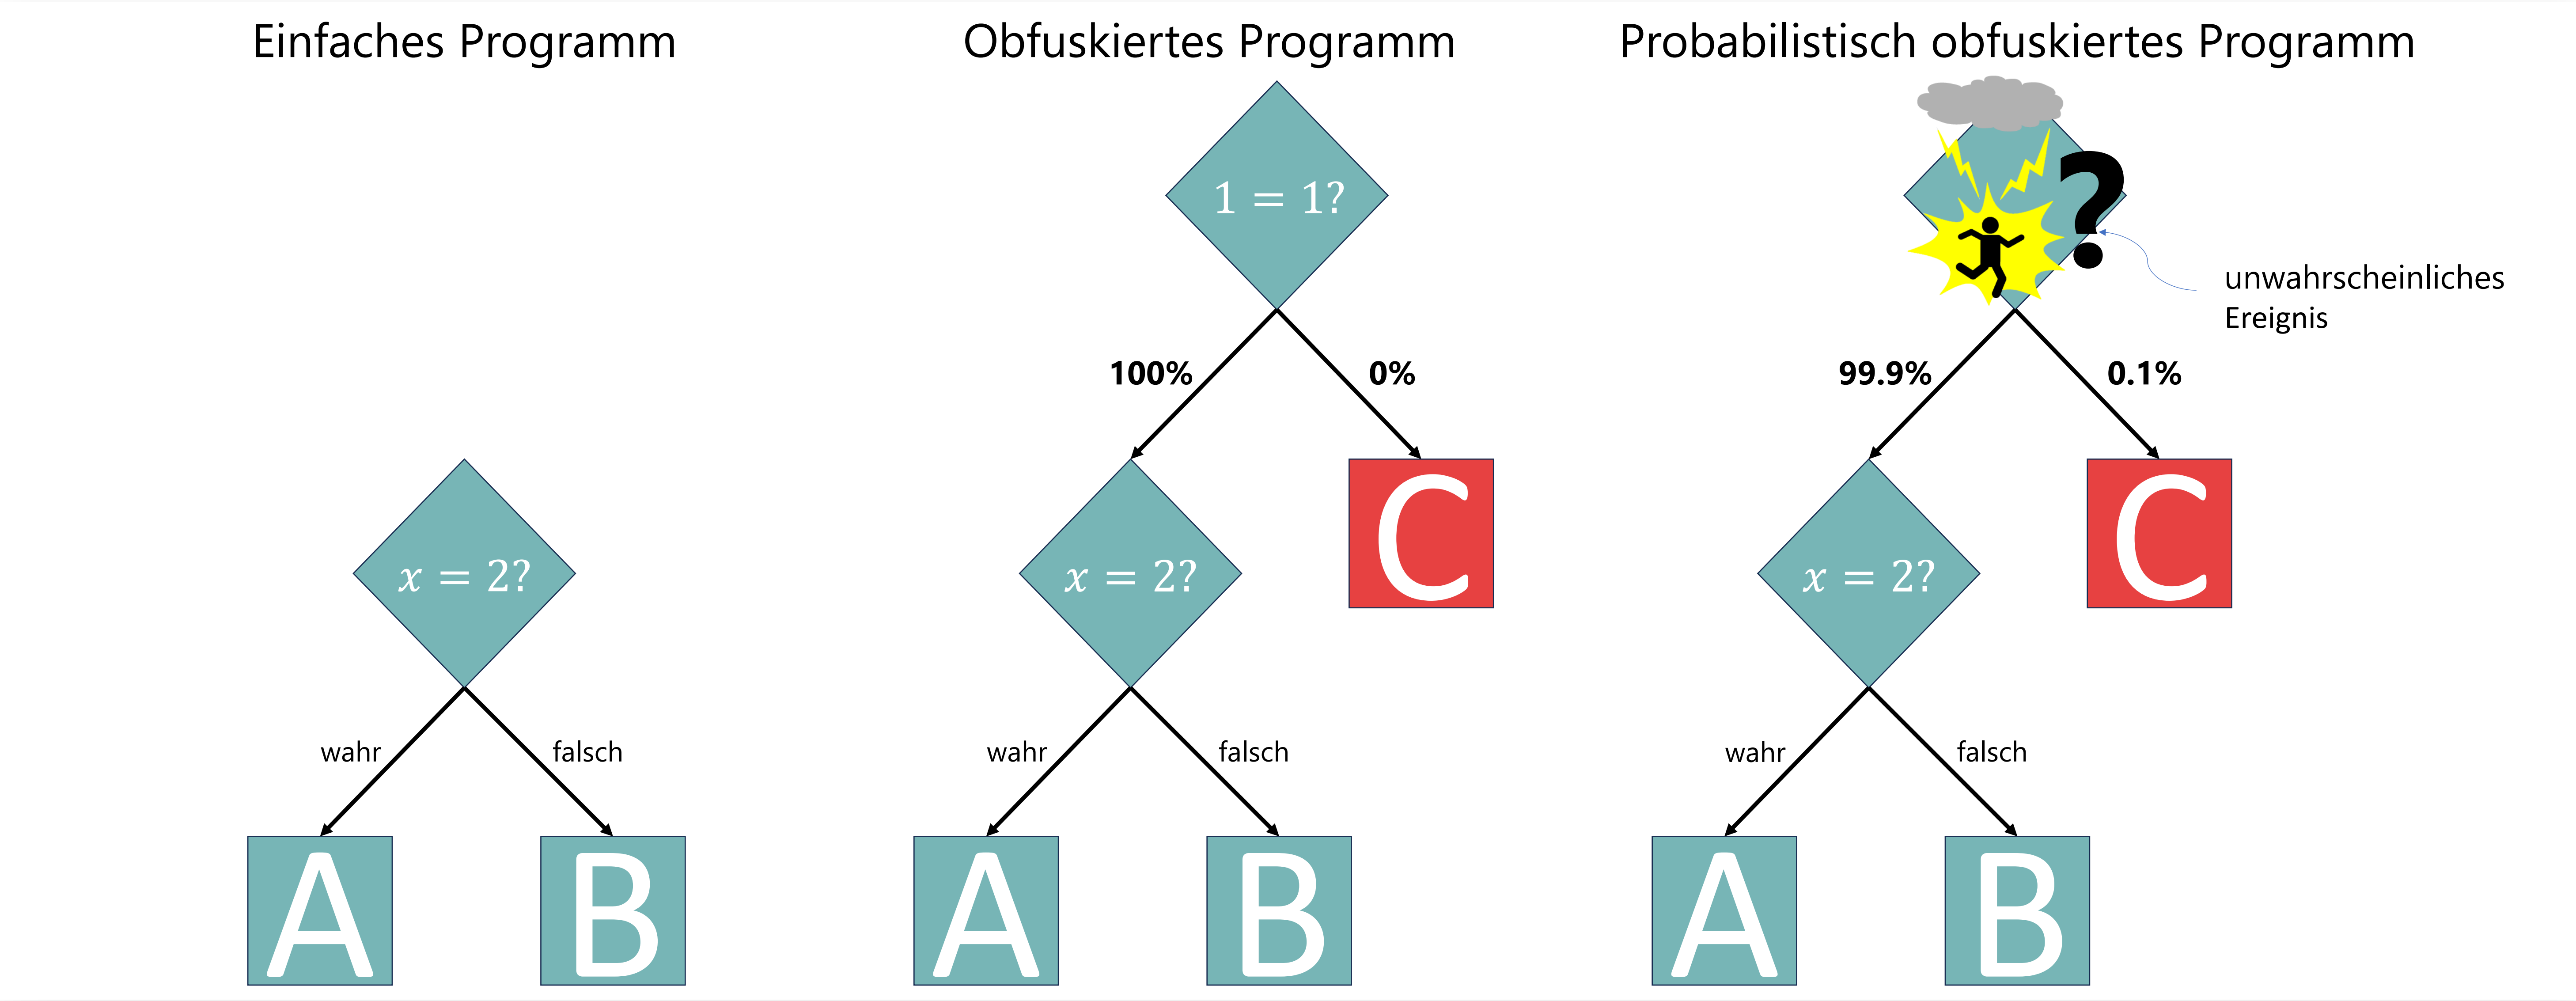 Einfaches Programm
Obfuskiertes Programm
Probabilistisch obfuskiertes Programm
1 = 1?
?
unwahrscheinliches
Ereignis
100%
0%
99.9%
0.1%
x = 2?
x = 2?
C
x = 2?
C
wahr
falsch
wahr
falsch
wahr
falsch
A
B
A
B
A
B